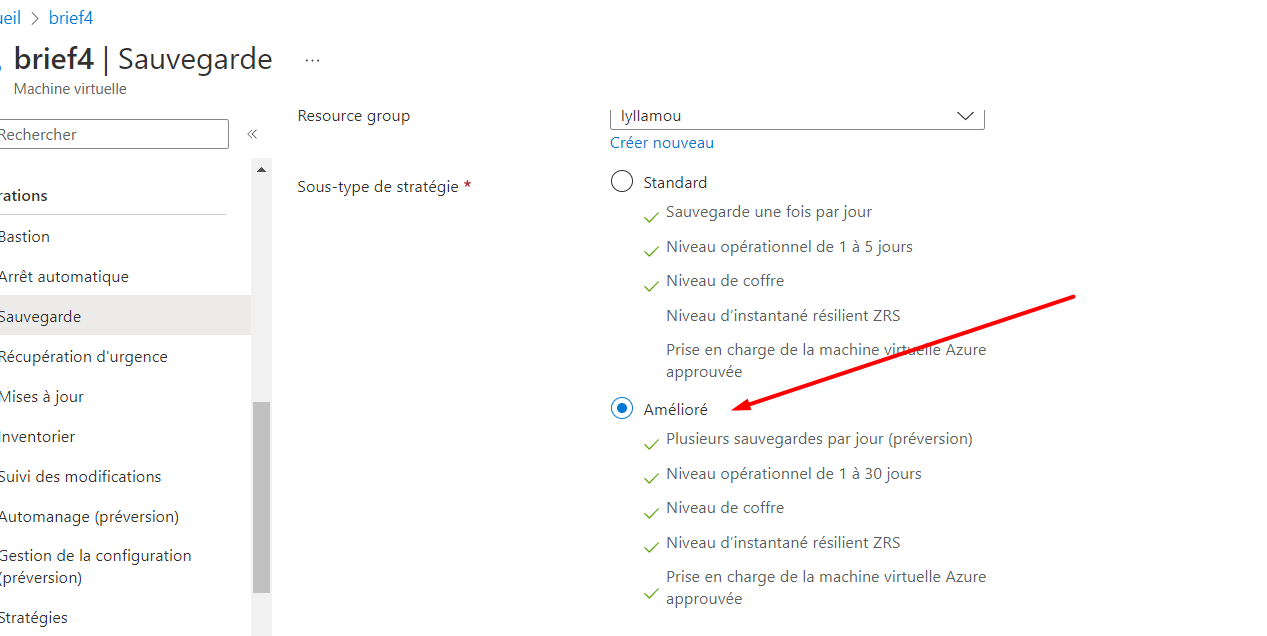 ueil > brief4
brief4 | Sauvegarde ...
Machine virtuelle
Rechercher
«
rations
Bastion
Arrêt automatique
Sauvegarde
Récupération d'urgence
Mises à jour
Inventorier
Suivi des modifications
Automanage (préversion)
Gestion de la configuration
(préversion)
Stratégies
Resource group
lyllamou
Créer nouveau
Sous-type de stratégie *
Standard
Sauvegarde une fois par jour
Niveau opérationnel de 1 à 5 jours
Niveau de coffre
Niveau d'instantané résilient ZRS
Prise en charge de la machine virtuelle Azure
approuvée
Amélioré
Plusieurs sauvegardes par jour (préversion)
Niveau opérationnel de 1 à 30 jours
Niveau de coffre
Niveau d'instantané résilient ZRS
Prise en charge de la machine virtuelle Azure
approuvée